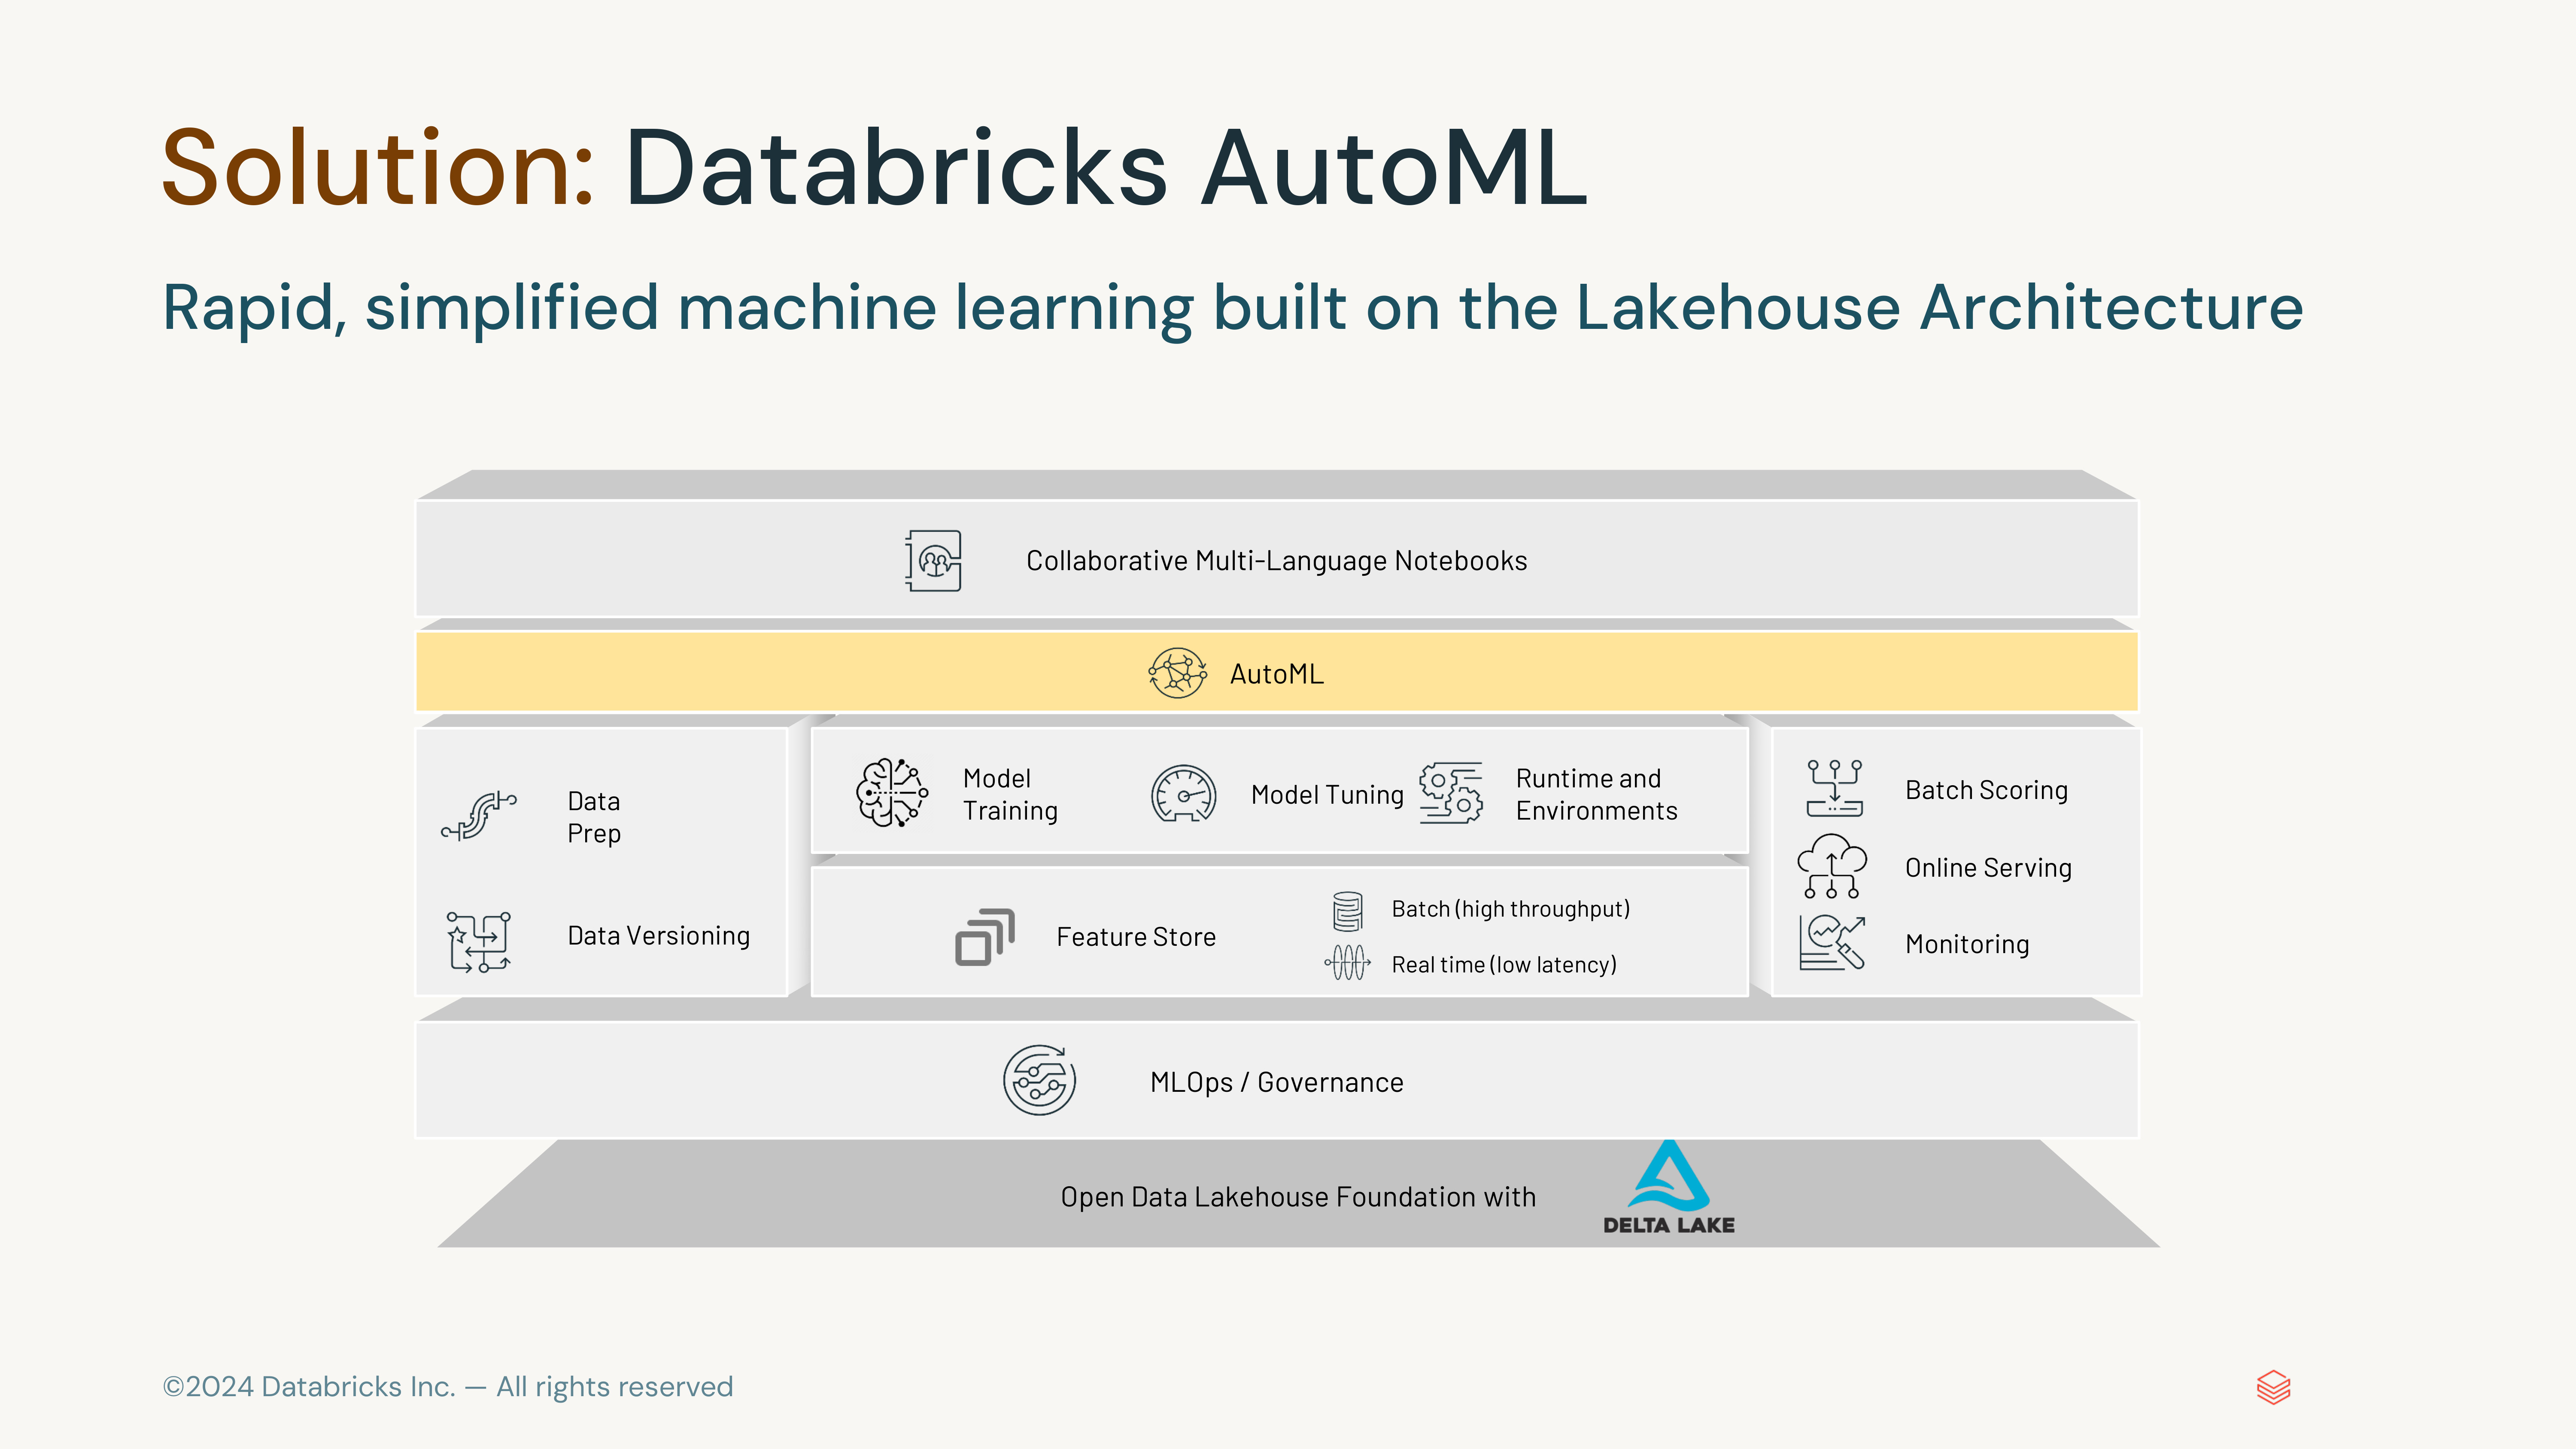 Solution: Databricks AutoML
Rapid, simplified machine learning built on the Lakehouse Architecture
Collaborative Multi-Language Notebooks
AutoML
Data
Prep
Data Versioning
Model
Training
Model Tuning
Runtime and
Environments
Feature Store
Batch (high throughput)
Real time (low latency)
Batch Scoring
Online Serving
Monitoring
MLOps / Governance
Open Data Lakehouse Foundation with
DELTA LAKE
©2024 Databricks Inc. — All rights reserved